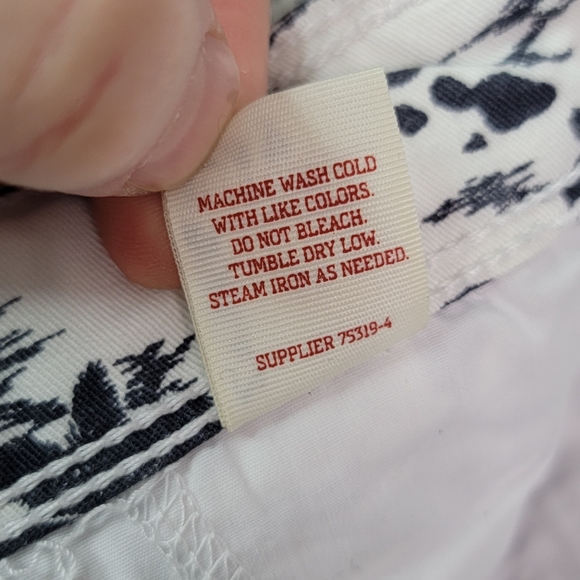 MACHINE WASH COLD
WITH LIKE COLORS.
DO NOT BLEACH.
TUMBLE DRY LOW.
STEAM IRON AS NEEDED.
SUPPLIER 75319-4